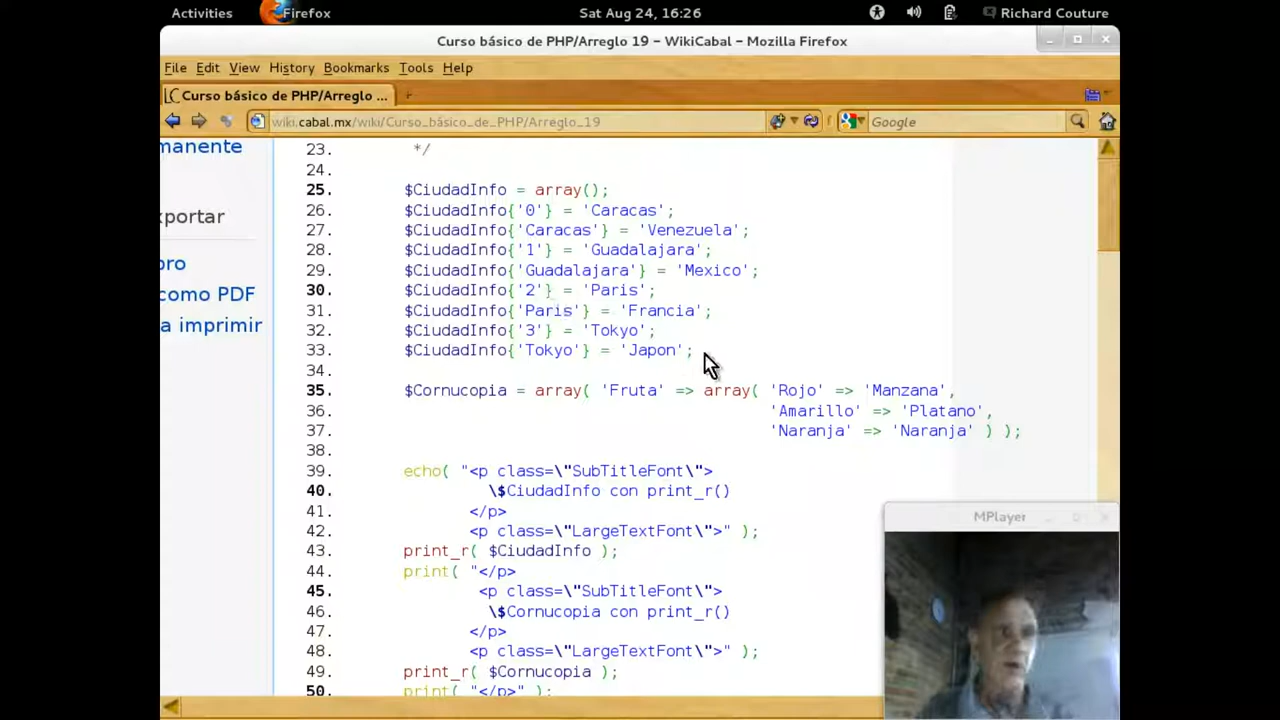 Activities Firefox Sat Aug 24, 16:26 Richard Couture
Curso básico de PHP/Arreglo 19 – WikiCabal – Mozilla Firefox
File Edit View History Bookmarks Tools Help
Curso básico de PHP/Arreglo ...
wiki.cabal.mx/wiki/Curso_básico_de_PHP/Arreglo_19 Google
manente
xportar
bro
como PDF
a imprimir
23. */
24.
25. $CiudadInfo = array();
26. $CiudadInfo{'0'} = 'Caracas';
27. $CiudadInfo{'Caracas'} = 'Venezuela';
28. $CiudadInfo{'1'} = 'Guadalajara';
29. $CiudadInfo{'Guadalajara'} = 'Mexico';
30. $CiudadInfo{'2'} = 'Paris';
31. $CiudadInfo{'Paris'} = 'Francia';
32. $CiudadInfo{'3'} = 'Tokyo';
33. $CiudadInfo{'Tokyo'} = 'Japon';
34.
35. $Cornucopia = array( 'Fruta' => array( 'Rojo' => 'Manzana',
36. 'Amarillo' => 'Platano',
37. 'Naranja' => 'Naranja' ) );
38.
39. echo( "<p class=\"SubTitleFont\">
40. \$CiudadInfo con print_r()
41. </p>
42. <p class=\"LargeTextFont\">" );
43. print_r( $CiudadInfo );
44. print( "</p>
45. <p class=\"SubTitleFont\">
46. \$Cornucopia con print_r()
47. </p>
48. <p class=\"LargeTextFont\">" );
49. print_r( $Cornucopia );
50. print( "</p>" );
MPlayer